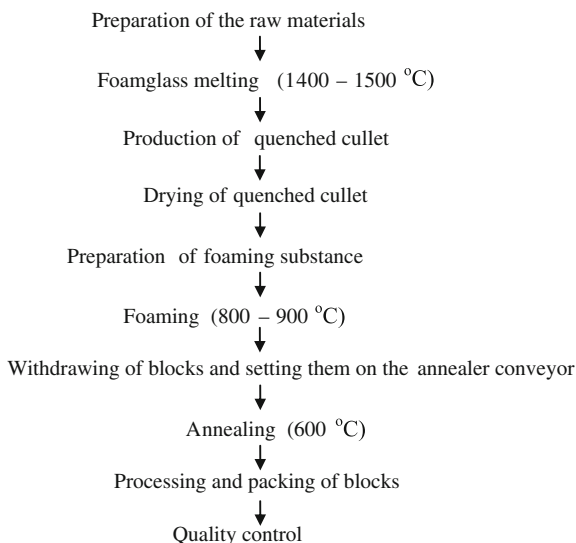 Preparation of the raw materials
Foamglass melting (1400 – 1500 °C)
Production of quenched cullet
Drying of quenched cullet
Preparation of foaming substance
Foaming (800 – 900 °C)
Withdrawing of blocks and setting them on the annealer conveyor
Annealing (600 °C)
Processing and packing of blocks
Quality control